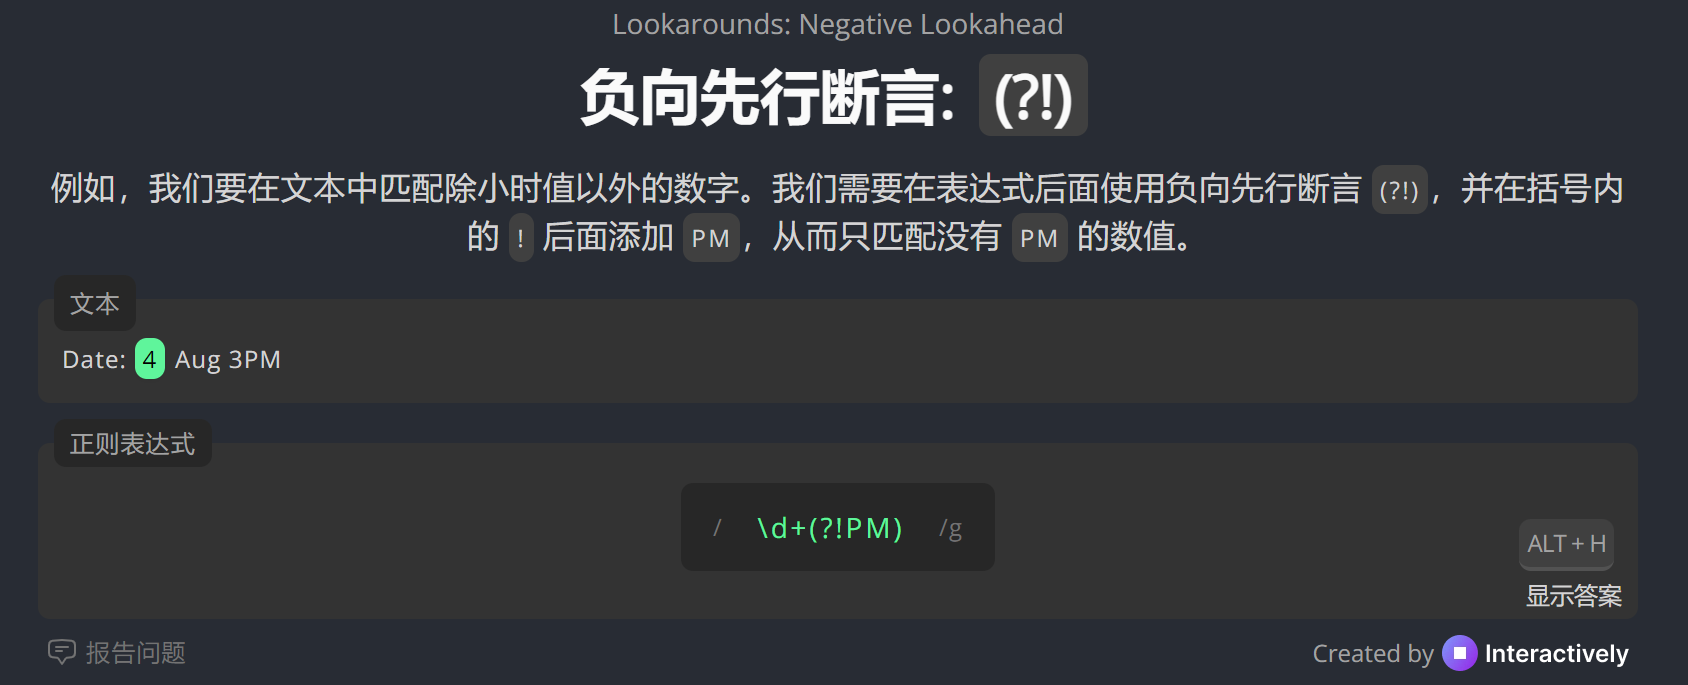 Lookarounds: Negative Lookahead
负向先行断言: (?!)
例如，我们要在文本中匹配除小时值以外的数字。我们需要在表达式后面使用负向先行断言 (?!)，并在括号内
的 ! 后面添加 PM，从而只匹配没有 PM 的数值。
文本
Date: 4 Aug 3PM
正则表达式
/ \d+(?!PM) /g
ALT + H
显示答案
报告问题
Created by Interactively